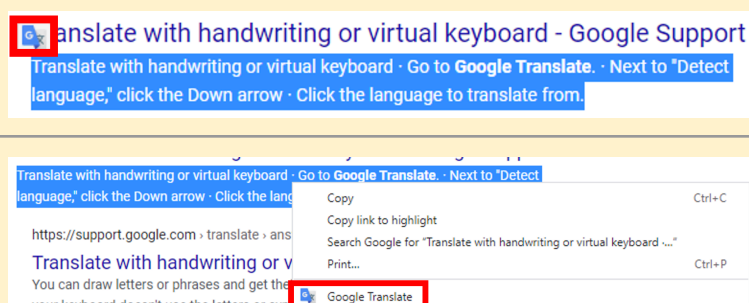 anslate with handwriting or virtual keyboard - Google Support
Translate with handwriting or virtual keyboard · Go to Google Translate. · Next to "Detect
language," click the Down arrow · Click the language to translate from.
Translate with handwriting or virtual keyboard · Go to Google Translate. · Next to "Detect
language," click the Down arrow · Click the lang
Copy Ctrl+C
Copy link to highlight
Search Google for “Translate with handwriting or virtual keyboard ·...”
Print... Ctrl+P
Google Translate
https://support.google.com › translate › ans
Translate with handwriting or v
You can draw letters or phrases and get the